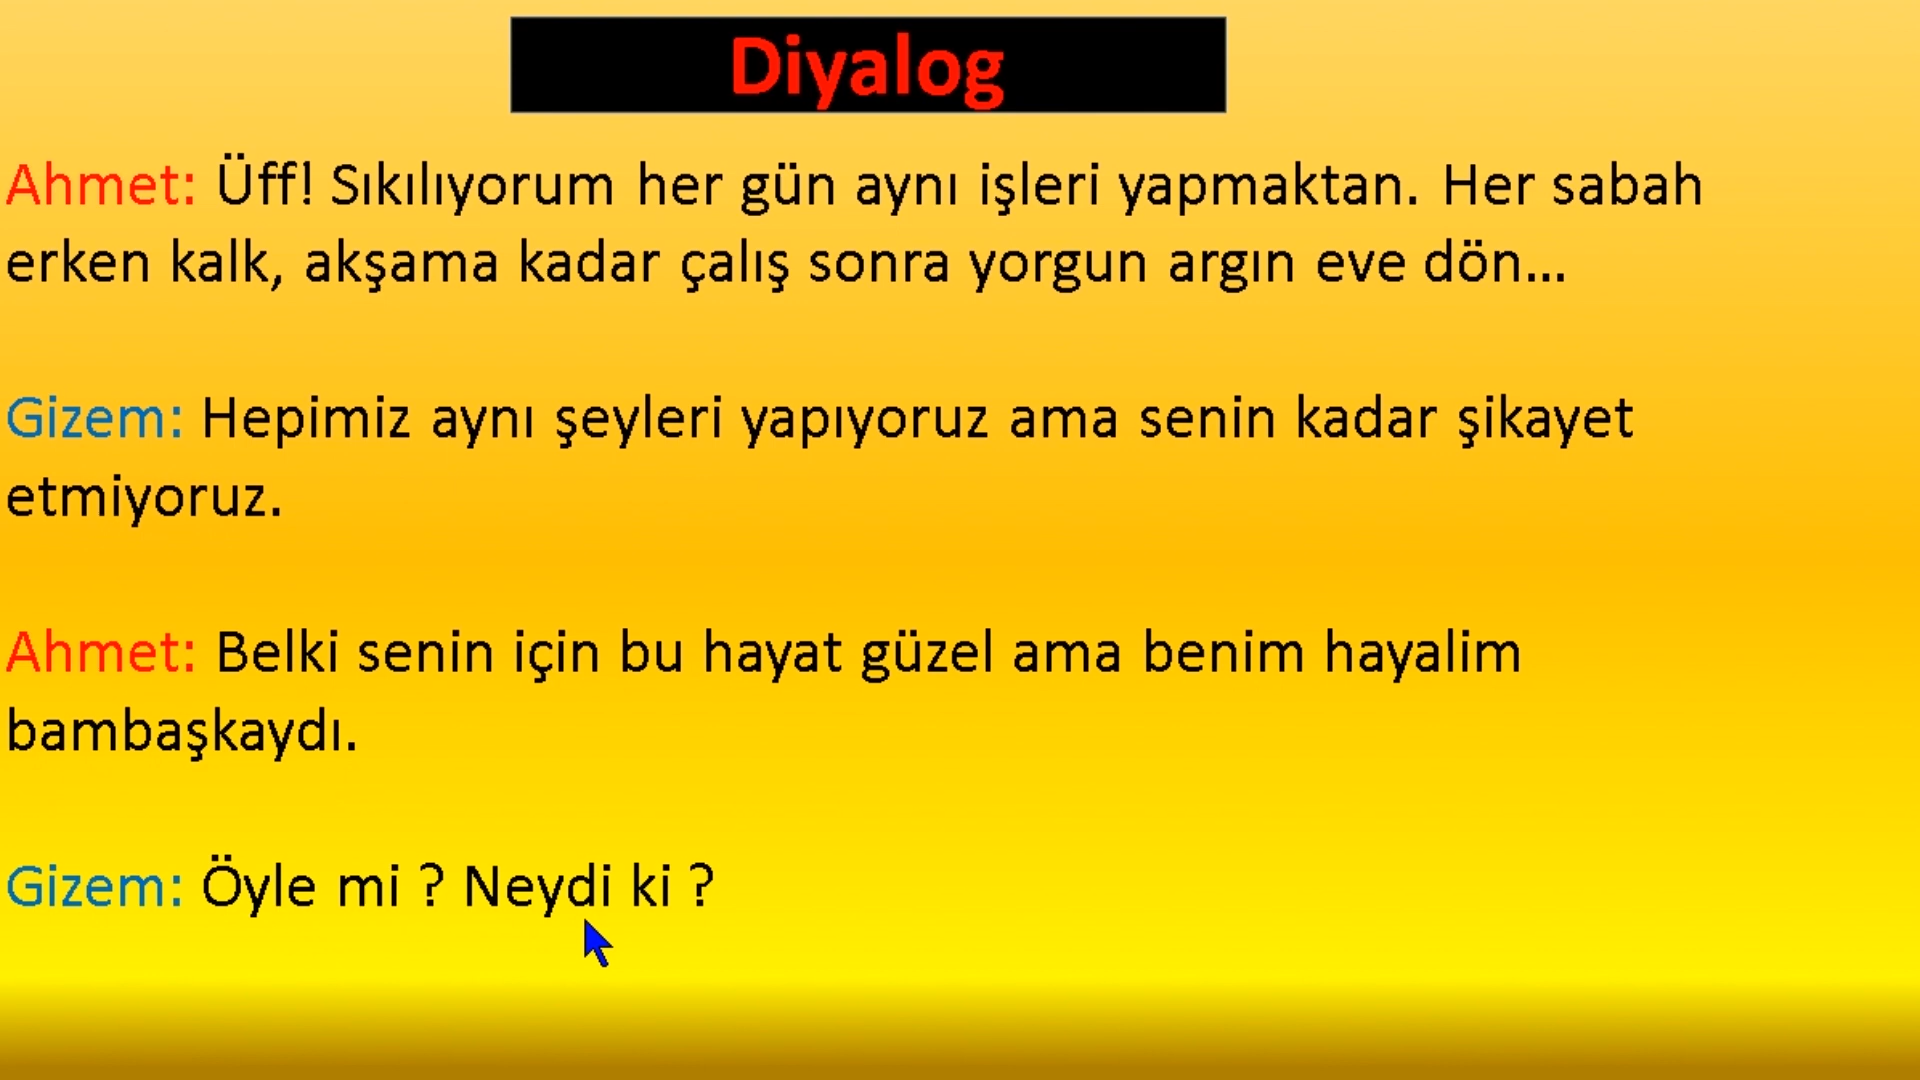 Diyalog
Ahmet: Üff! Sıkılıyorum her gün aynı işleri yapmaktan. Her sabah
erken kalk, akşama kadar çalış sonra yorgun argın eve dön...
Gizem: Hepimiz aynı şeyleri yapıyoruz ama senin kadar şikayet
etmiyoruz.
Ahmet: Belki senin için bu hayat güzel ama benim hayalim
bambaşkaydı.
Gizem: Öyle mi ? Neydi ki ?